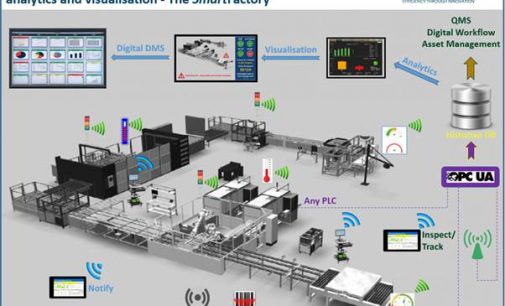 analytics and visualisation - The SmartFactory
EFFICIENCY THROUGH INNOVATION
QMS
Digital Workflow
Asset Management
Digital DMS
Visualisation
Analytics
Historian DB
OPC UA
Any PLC
Inspect/
Track
Notify